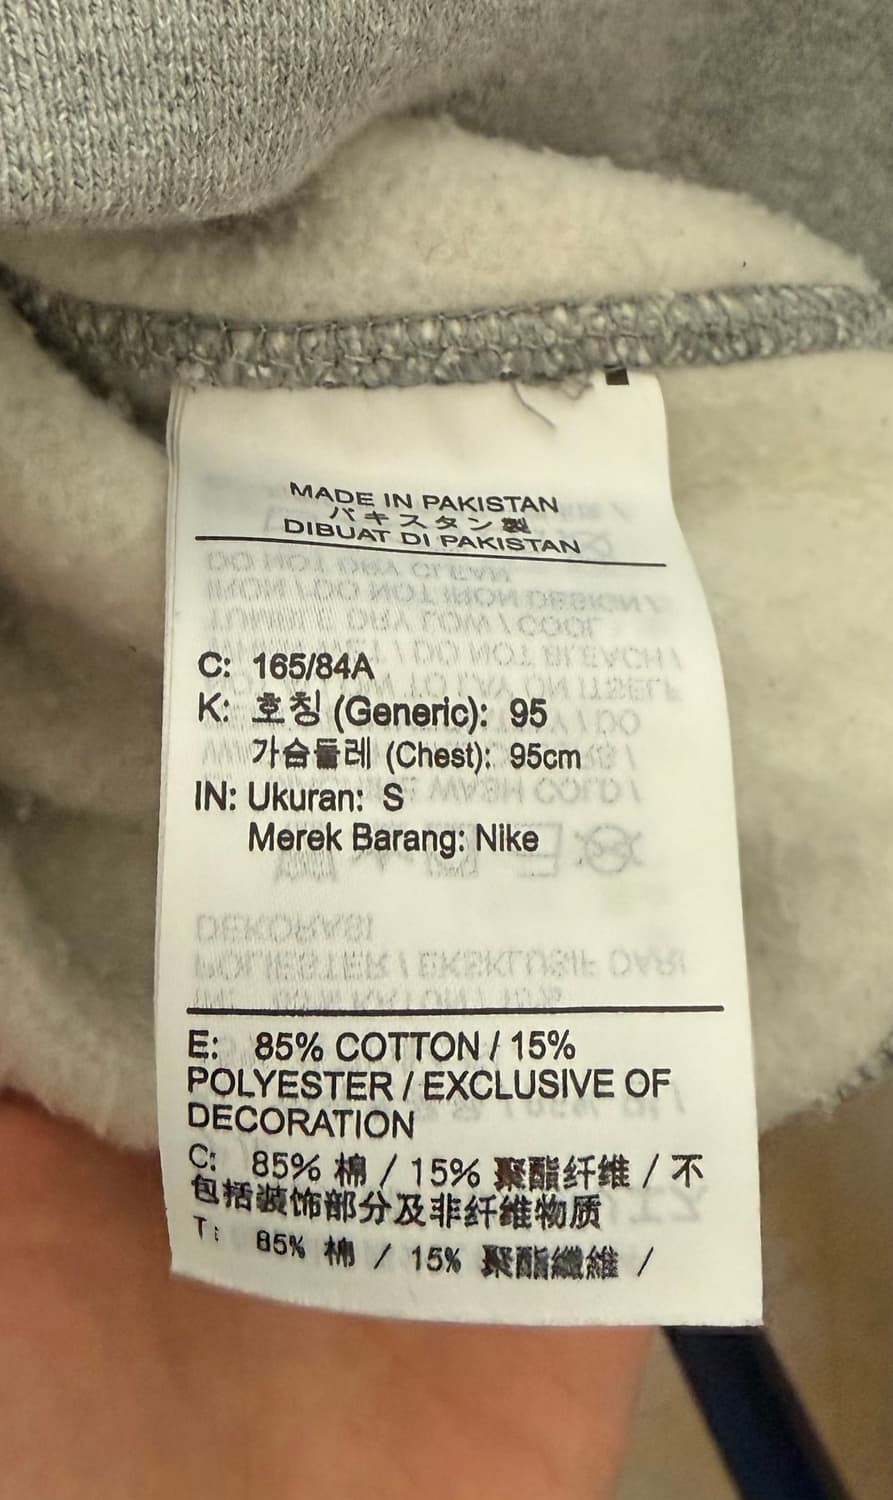 MADE IN PAKISTAN
パキスタン製
DIBUAT DI PAKISTAN
C: 165/84A
K: 호칭 (Generic): 95
가슴둘레 (Chest): 95cm
IN: Ukuran: S
Merek Barang: Nike
E: 85% COTTON / 15%
POLYESTER / EXCLUSIVE OF
DECORATION
C: 85% 棉 / 15% 聚酯纤维 / 不
包括装饰部分及非纤维物质
T: 85% 棉 / 15% 聚酯纖維 /